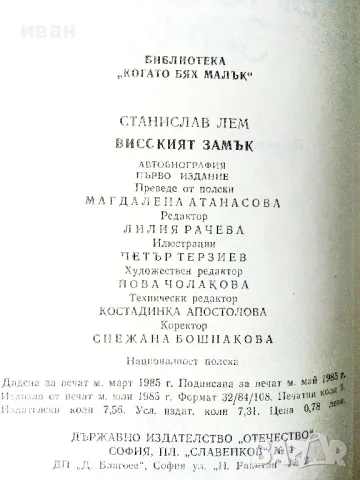 иван
БИБЛИОТЕКА
„КОГАТО БЯХ МАЛЪК“
СТАНИСЛАВ ЛЕМ
ВИСШКИЯТ ЗАМЪК
АВТОБИОГРАФИЯ
ПЪРВО ИЗДАНИЕ
Преведе от полски
МАГДАЛЕНА АТАНАСОВА
Редактор
ЛИЛИЯ РАЧЕВА
Илюстрации
ПЕТЪР ТЕРЗИЕВ
Художествен редактор
ЙОВА ЧОЛАКОВА
Технически редактор
КОСТАДИНКА АПОСТОЛОВА
Коректор
СНЕЖАНА БОШНАКОВА
Националност полска
Дадена за печат м. март 1985 г. Подписана за печат м. май 1985 г.
Излязла от печат м. юли 1985 г. Формат 32/84/108. Печатни коли
Издателски коли 7,56. Усл. издат. коли 7,31. Цена 0,78 лева.
ДЪРЖАВНО ИЗДАТЕЛСТВО „ОТЕЧЕСТВО“
СОФИЯ, ПЛ. „СЛАВЕЙКОВ“ № 1
ДП „Д. Благоев“, София ул. „Н. Ракитин“